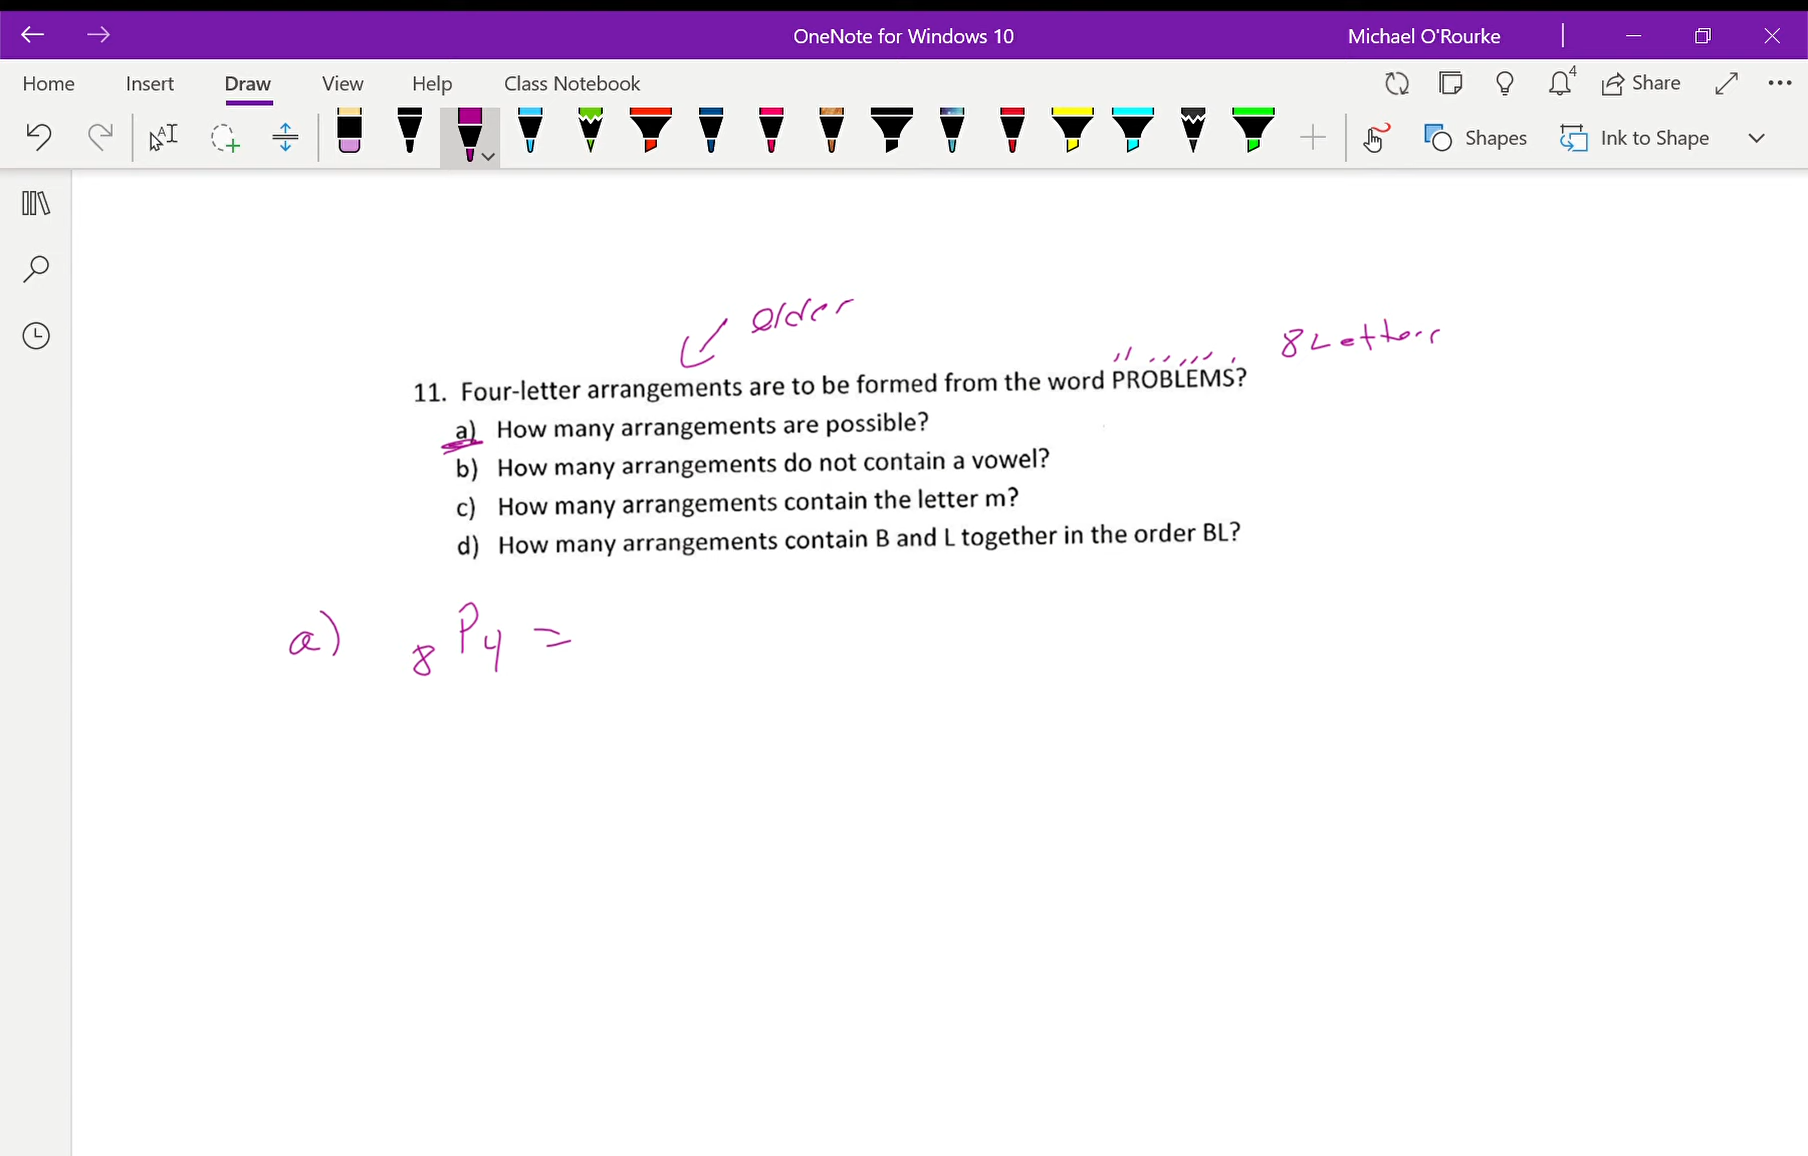 OneNote for Windows 10
Michael O'Rourke
Home Insert Draw View Help Class Notebook
4
Share
Shapes
Ink to Shape
order
8 Letters
11. Four-letter arrangements are to be formed from the word PROBLEMS?
a) How many arrangements are possible?
b) How many arrangements do not contain a vowel?
c) How many arrangements contain the letter m?
d) How many arrangements contain B and L together in the order BL?
a) 8P4 =